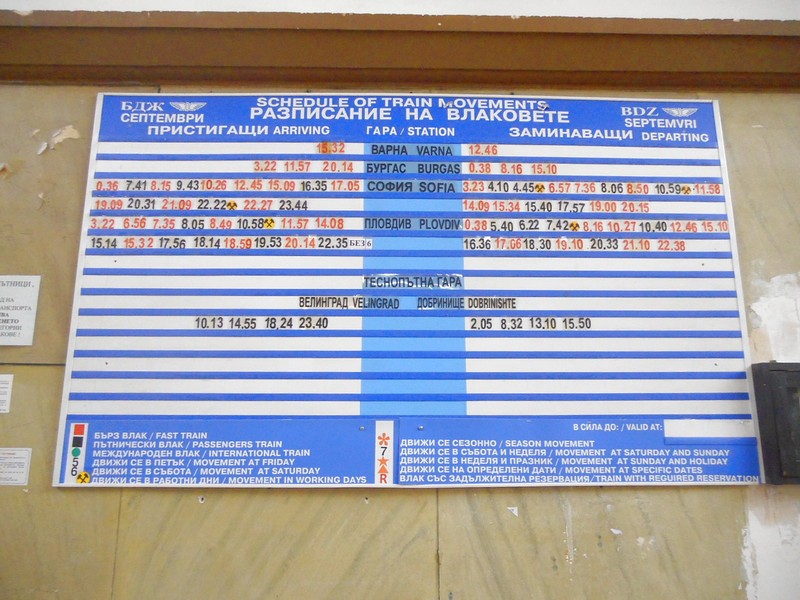 SCHEDULE OF TRAIN MOVEMENTS
БДЖ РАЗПИСАНИЕ НА ВЛАКОВЕТЕ BDZ
СЕПТЕМВРИ SEPTEMVRI
ПРИСТИГАЩИ ARRIVING ГАРА / STATION ЗАМИНАВАЩИ DEPARTING
15.32 ВАРНА VARNA 12.46
3.22 11.57 20.14 БУРГАС BURGAS 0.38 8.16 15.10
0.36 7.41 8.15 9.43 10.26 12.45 15.09 16.35 17.05 СОФИЯ SOFIA 3.23 4.10 4.45 6.57 7.36 8.06 8.50 10.59 11.58
19.09 20.31 21.09 22.22 22.27 23.44 14.09 15.34 15.40 17,57 19.00 20.15
3.22 6.56 7.35 8.05 8.49 10.58 11.57 14.08 ПЛОВДИВ PLOVDIV 0.38 5,40 6.22 7.42 8.16 10.27 10,40 12.46 15.10
15,14 15,32 17,56 18.14 18.59 19.53 20.14 22.35 БЕЗ 6 16.36 17.06 18,30 19.10 20.33 21.10 22.38
ТЕСНОПЪТНА ГАРА
ВЕЛИНГРАД VELINGRAD ДОБРИНИЩЕ DOBRINISHTE
10.13 14.55 18,24 23.40 2.05 8,32 13,10 15.50
В СИЛА ДО: / VALID AT:
БЪРЗ ВЛАК / FAST TRAIN
ПЪТНИЧЕСКИ ВЛАК / PASSENGERS TRAIN
МЕЖДУНАРОДЕН ВЛАК / INTERNATIONAL TRAIN
5 ДВИЖИ СЕ В ПЕТЪК / MOVEMENT AT FRIDAY
6 ДВИЖИ СЕ В СЪБОТА / MOVEMENT AT SATURDAY
ДВИЖИ СЕ В РАБОТНИ ДНИ / MOVEMENT IN WORKING DAYS
ДВИЖИ СЕ СЕЗОННО / SEASON MOVEMENT
7 ДВИЖИ СЕ В СЪБОТА И НЕДЕЛЯ / MOVEMENT AT SATURDAY AND SUNDAY
ДВИЖИ СЕ В НЕДЕЛЯ И ПРАЗНИК / MOVEMENT AT SUNDAY AND HOLIDAY
ДВИЖИ СЕ НА ОПРЕДЕЛЕНИ ДАТИ / MOVEMENT AT SPECIFIC DATES
R ВЛАК СЪС ЗАДЪЛЖИТЕЛНА РЕЗЕРВАЦИЯ / TRAIN WITH REGUIRED RESERVATION